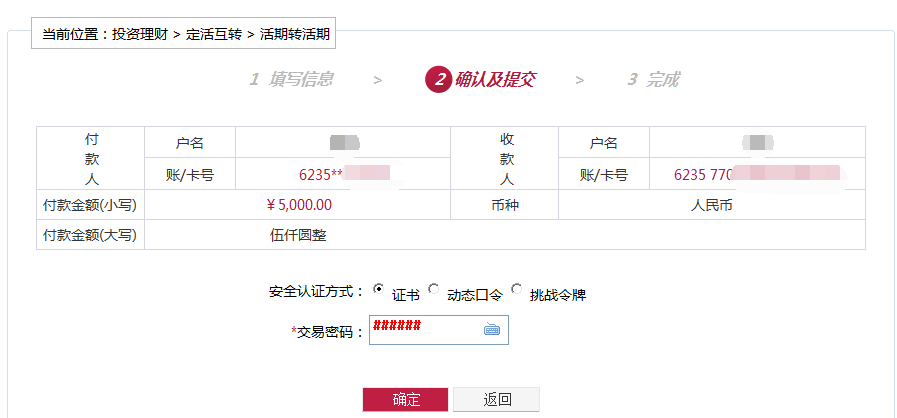 当前位置：投资理财 > 定活互转 > 活期转活期
1 填写信息 > 2 确认及提交 > 3 完成
付款人 户名 收款人 户名
账/卡号 6235** 账/卡号 6235 770
付款金额(小写) ¥ 5,000.00 币种 人民币
付款金额(大写) 伍仟圆整
安全认证方式： 证书 动态口令 挑战令牌
*交易密码： ######
确定 返回